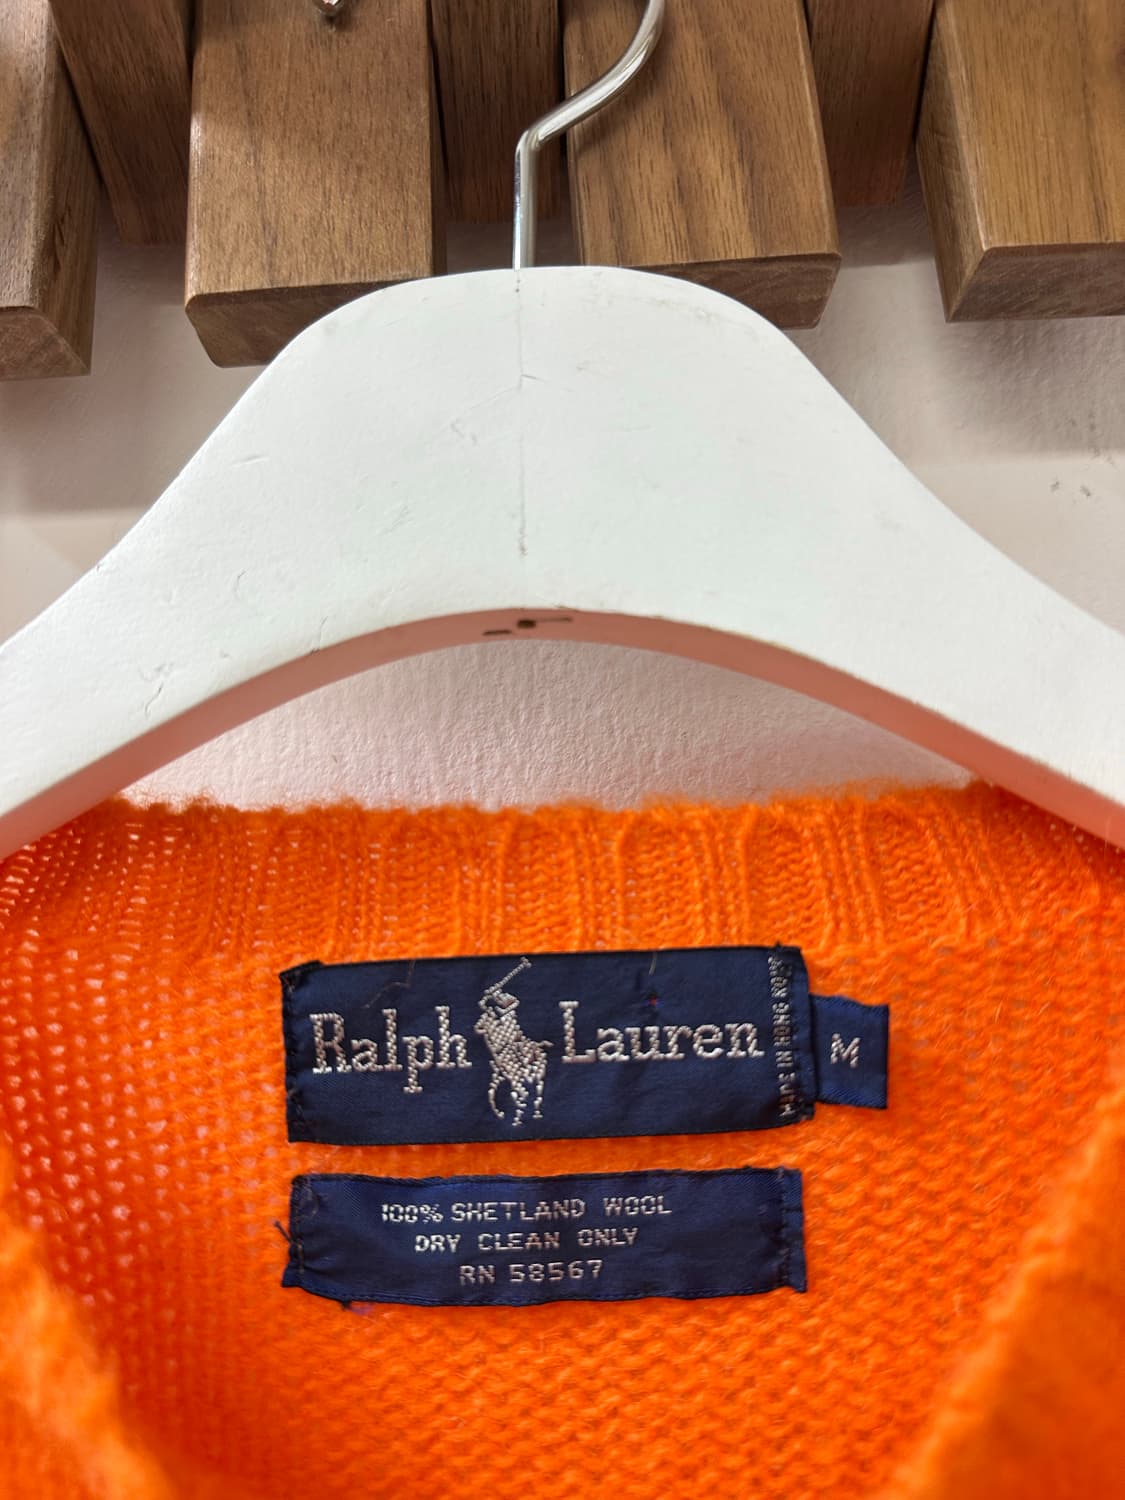 Ralph Lauren
MADE IN HONG KONG
M
100% SHETLAND WOOL
DRY CLEAN ONLY
RN 58567